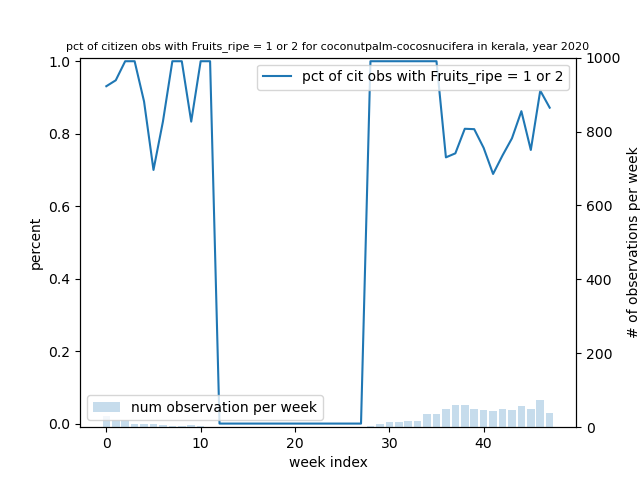 pct of citizen obs with Fruits_ripe = 1 or 2 for coconutpalm-cocosnucifera in kerala, year 2020
pct of cit obs with Fruits_ripe = 1 or 2
percent
1.0
0.8
0.6
0.4
0.2
0.0
1000
800
600
400
200
0
# of observations per week
num observation per week
0
10
20
30
40
week index